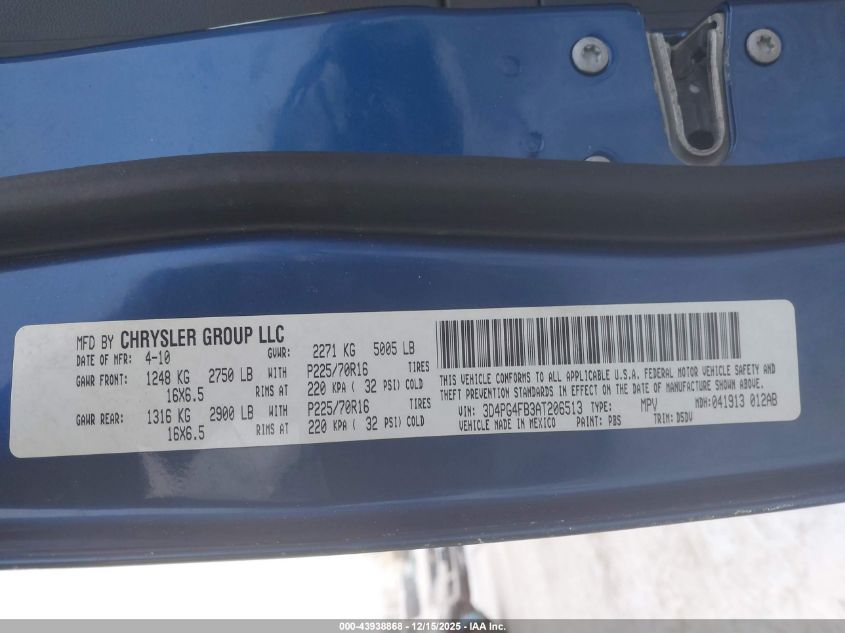 MFD BY CHRYSLER GROUP LLC
DATE OF MFR: 4-10 GVWR: 2271 KG 5005 LB
GAWR FRONT: 1248 KG 2750 LB WITH P225/70R16 TIRES
16X6.5 RIMS AT 220 KPA ( 32 PSI) COLD
GAWR REAR: 1316 KG 2900 LB WITH P225/70R16 TIRES
16X6.5 RIMS AT 220 KPA ( 32 PSI) COLD
THIS VEHICLE CONFORMS TO ALL APPLICABLE U.S.A. FEDERAL MOTOR VEHICLE SAFETY AND
THEFT PREVENTION STANDARDS IN EFFECT ON THE DATE OF MANUFACTURE SHOWN ABOVE.
VIN: 3D4PG4FB3AT206513 TYPE: MPV MDH: 041913 012AB
VEHICLE MADE IN MEXICO PAINT: PBS TRIM: D5DV
000-43938868 - 12/15/2025 - IAA Inc.